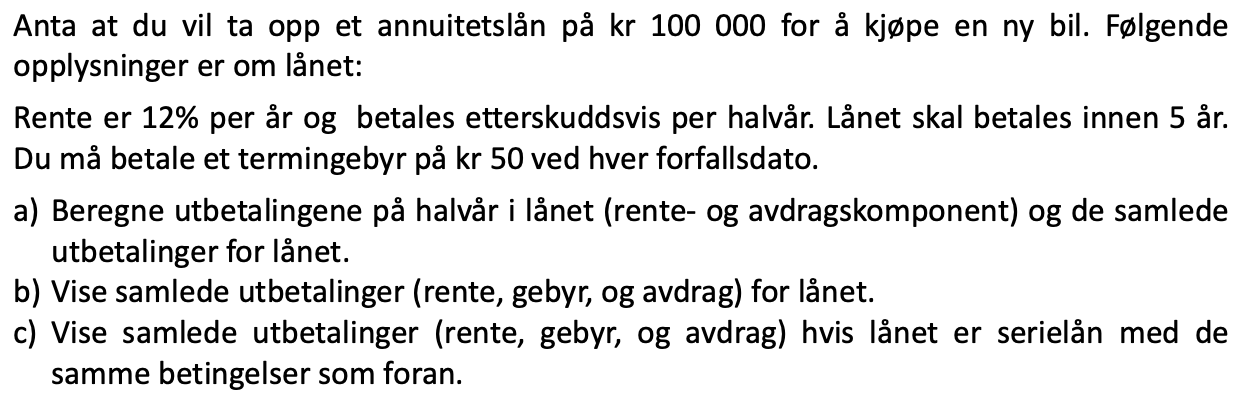 Anta at du vil ta opp et annuitetslån på kr 100 000 for å kjøpe en ny bil. Følgende
opplysninger er om lånet:
Rente er 12% per år og betales etterskuddsvis per halvår. Lånet skal betales innen 5 år.
Du må betale et termingebyr på kr 50 ved hver forfallsdato.
a) Beregne utbetalingene på halvår i lånet (rente- og avdragskomponent) og de samlede
utbetalinger for lånet.
b) Vise samlede utbetalinger (rente, gebyr, og avdrag) for lånet.
c) Vise samlede utbetalinger (rente, gebyr, og avdrag) hvis lånet er serielån med de
samme betingelser som foran.